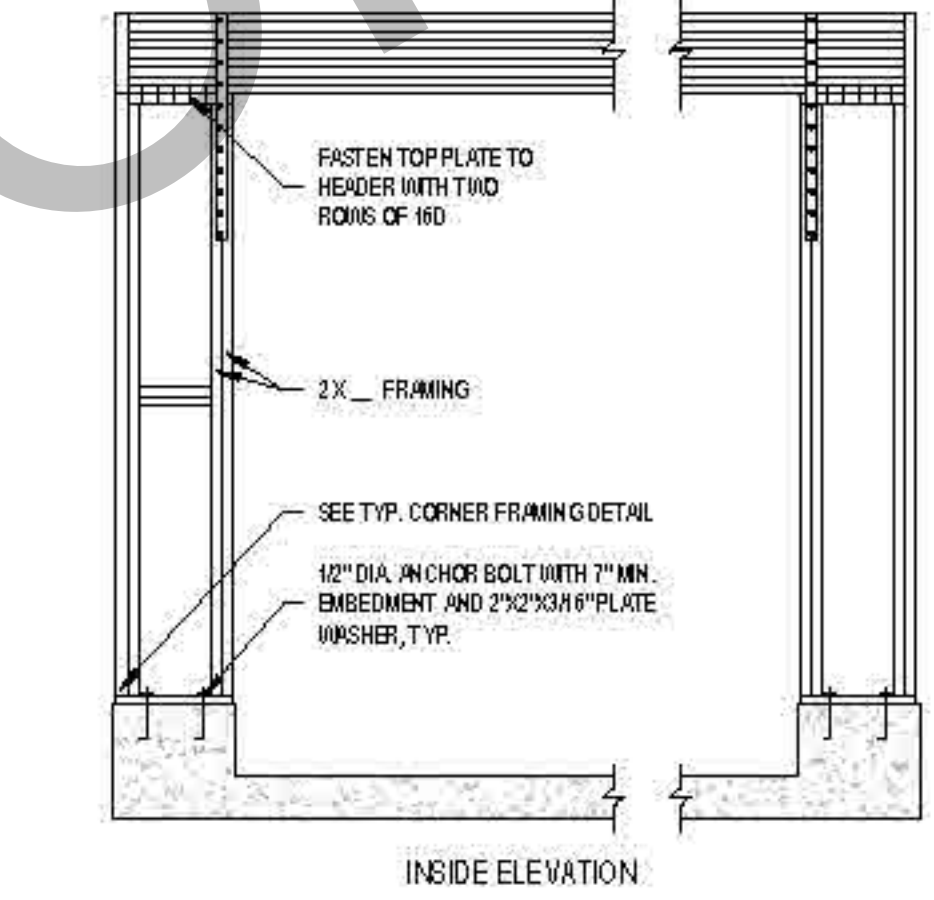 FASTEN TOP PLATE TO
HEADER WITH TWO
ROWS OF 16D
2 X __ FRAMING
SEE TYP. CORNER FRAMING DETAIL
1/2" DIA. ANCHOR BOLT WITH 7" MIN.
EMBEDMENT AND 2"X2"X3/16" PLATE
WASHER, TYP.
INSIDE ELEVATION